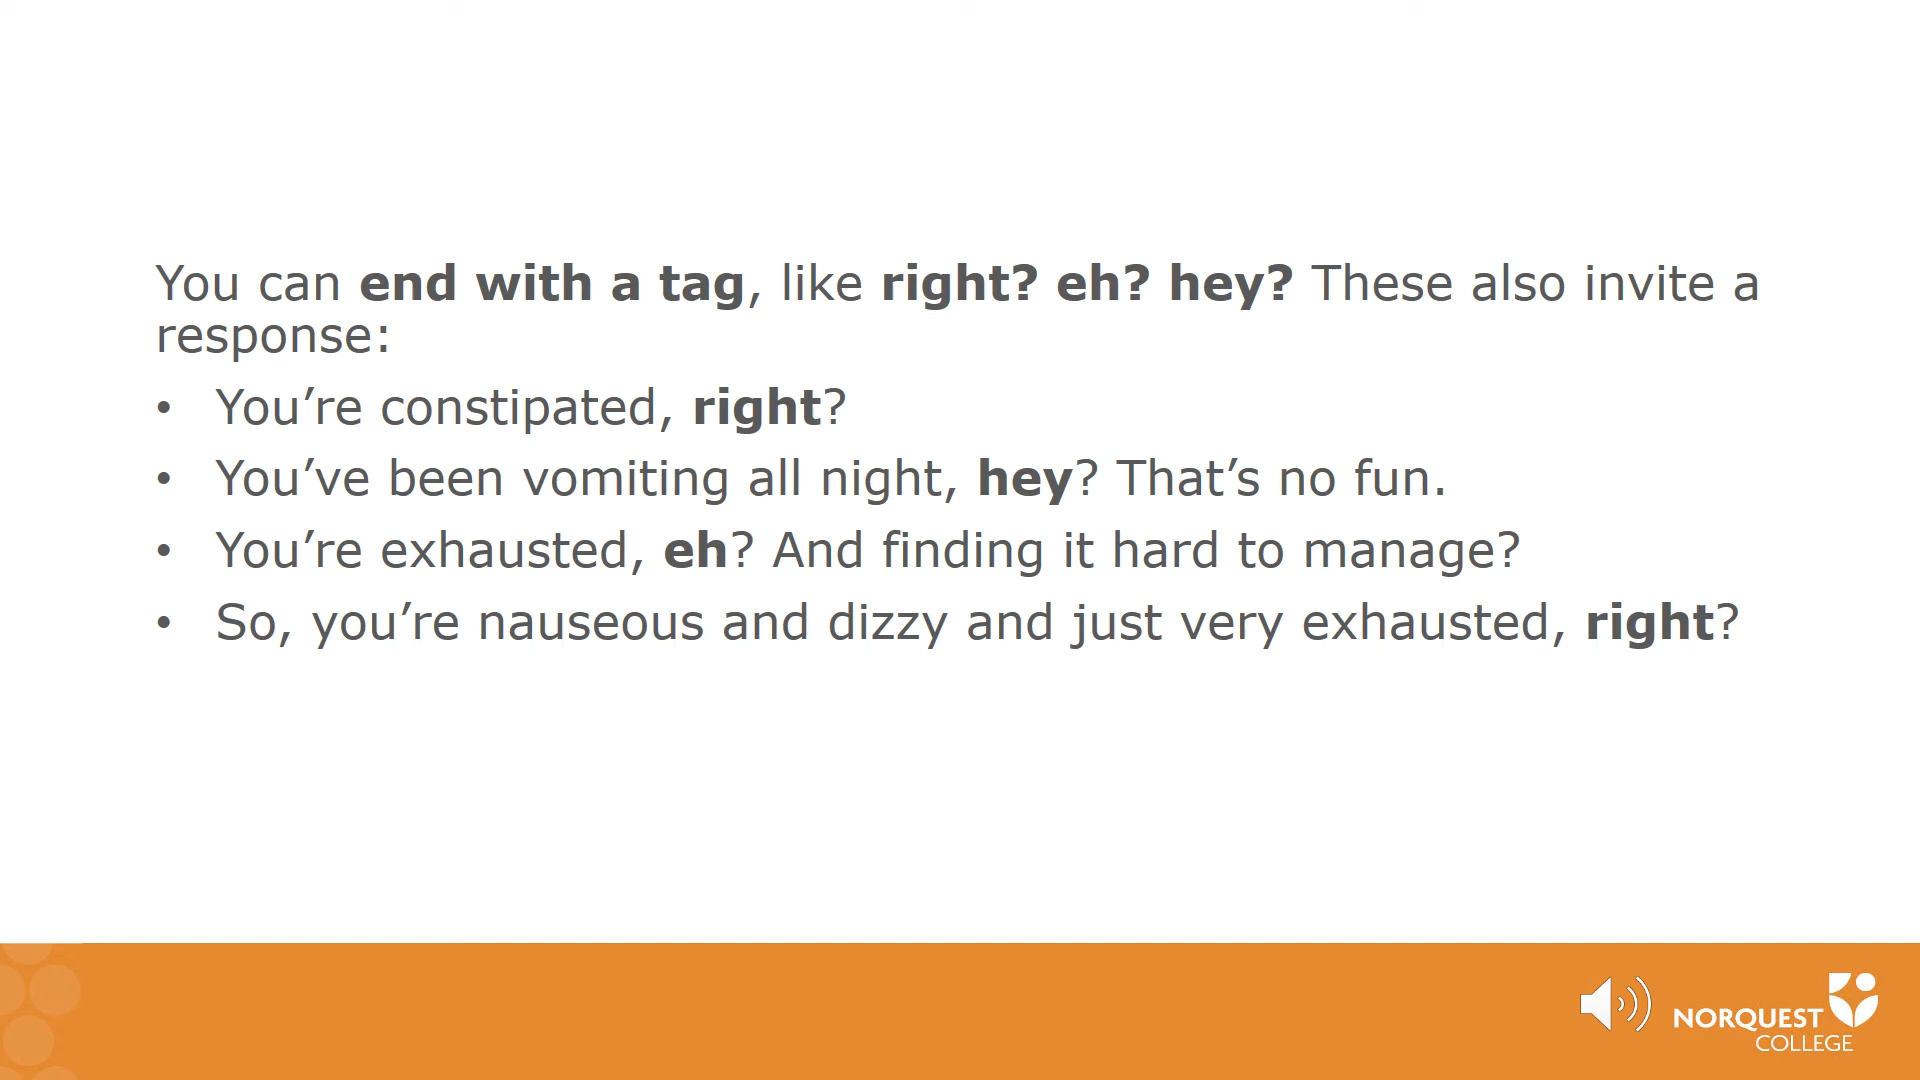 You can end with a tag, like right? eh? hey? These also invite a
response:
• You’re constipated, right?
• You’ve been vomiting all night, hey? That’s no fun.
• You’re exhausted, eh? And finding it hard to manage?
• So, you’re nauseous and dizzy and just very exhausted, right?
NORQUEST
COLLEGE